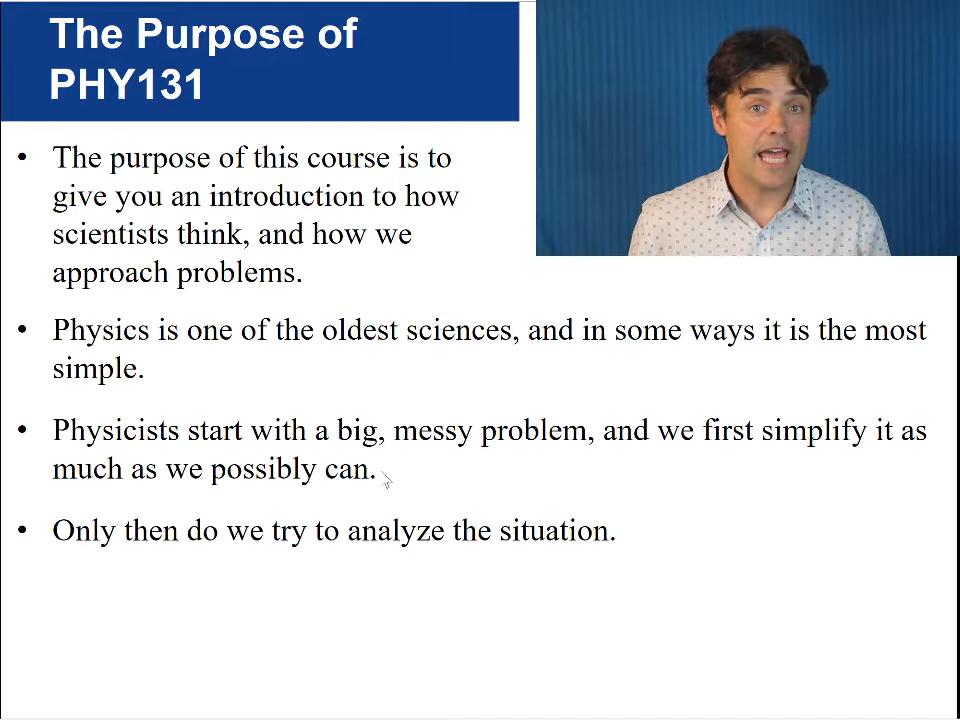 The Purpose of
PHY131
• The purpose of this course is to
give you an introduction to how
scientists think, and how we
approach problems.
• Physics is one of the oldest sciences, and in some ways it is the most
simple.
• Physicists start with a big, messy problem, and we first simplify it as
much as we possibly can.
• Only then do we try to analyze the situation.